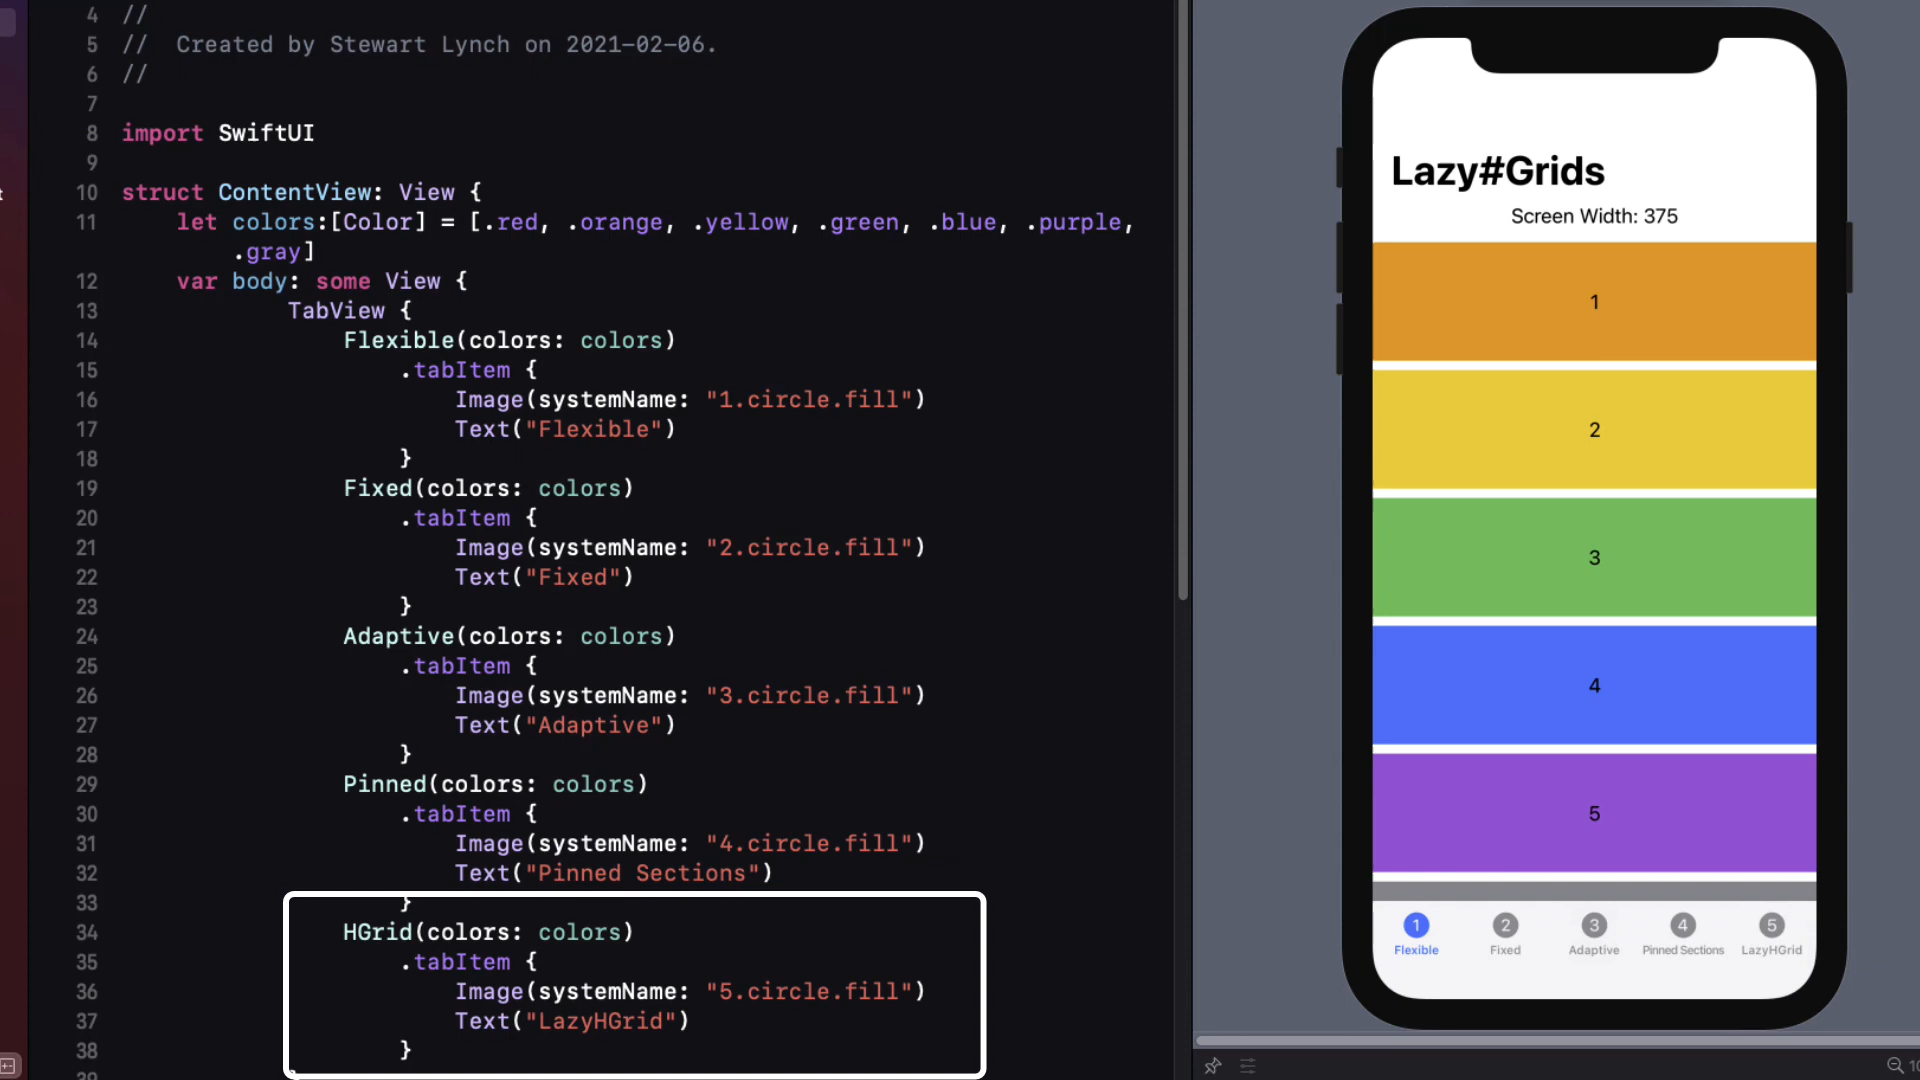 4 //
5 //  Created by Stewart Lynch on 2021-02-06.
6 //
7
8 import SwiftUI
9
10 struct ContentView: View {
11     let colors:[Color] = [.red, .orange, .yellow, .green, .blue, .purple,
.gray]
12     var body: some View {
13             TabView {
14                 Flexible(colors: colors)
15                     .tabItem {
16                         Image(systemName: "1.circle.fill")
17                         Text("Flexible")
18                     }
19                 Fixed(colors: colors)
20                     .tabItem {
21                         Image(systemName: "2.circle.fill")
22                         Text("Fixed")
23                     }
24                 Adaptive(colors: colors)
25                     .tabItem {
26                         Image(systemName: "3.circle.fill")
27                         Text("Adaptive")
28                     }
29                 Pinned(colors: colors)
30                     .tabItem {
31                         Image(systemName: "4.circle.fill")
32                         Text("Pinned Sections")
33                     }
34                 HGrid(colors: colors)
35                     .tabItem {
36                         Image(systemName: "5.circle.fill")
37                         Text("LazyHGrid")
38                     }
Lazy#Grids
Screen Width: 375
1
2
3
4
5
1 2 3 4 5
Flexible Fixed Adaptive Pinned Sections LazyHGrid